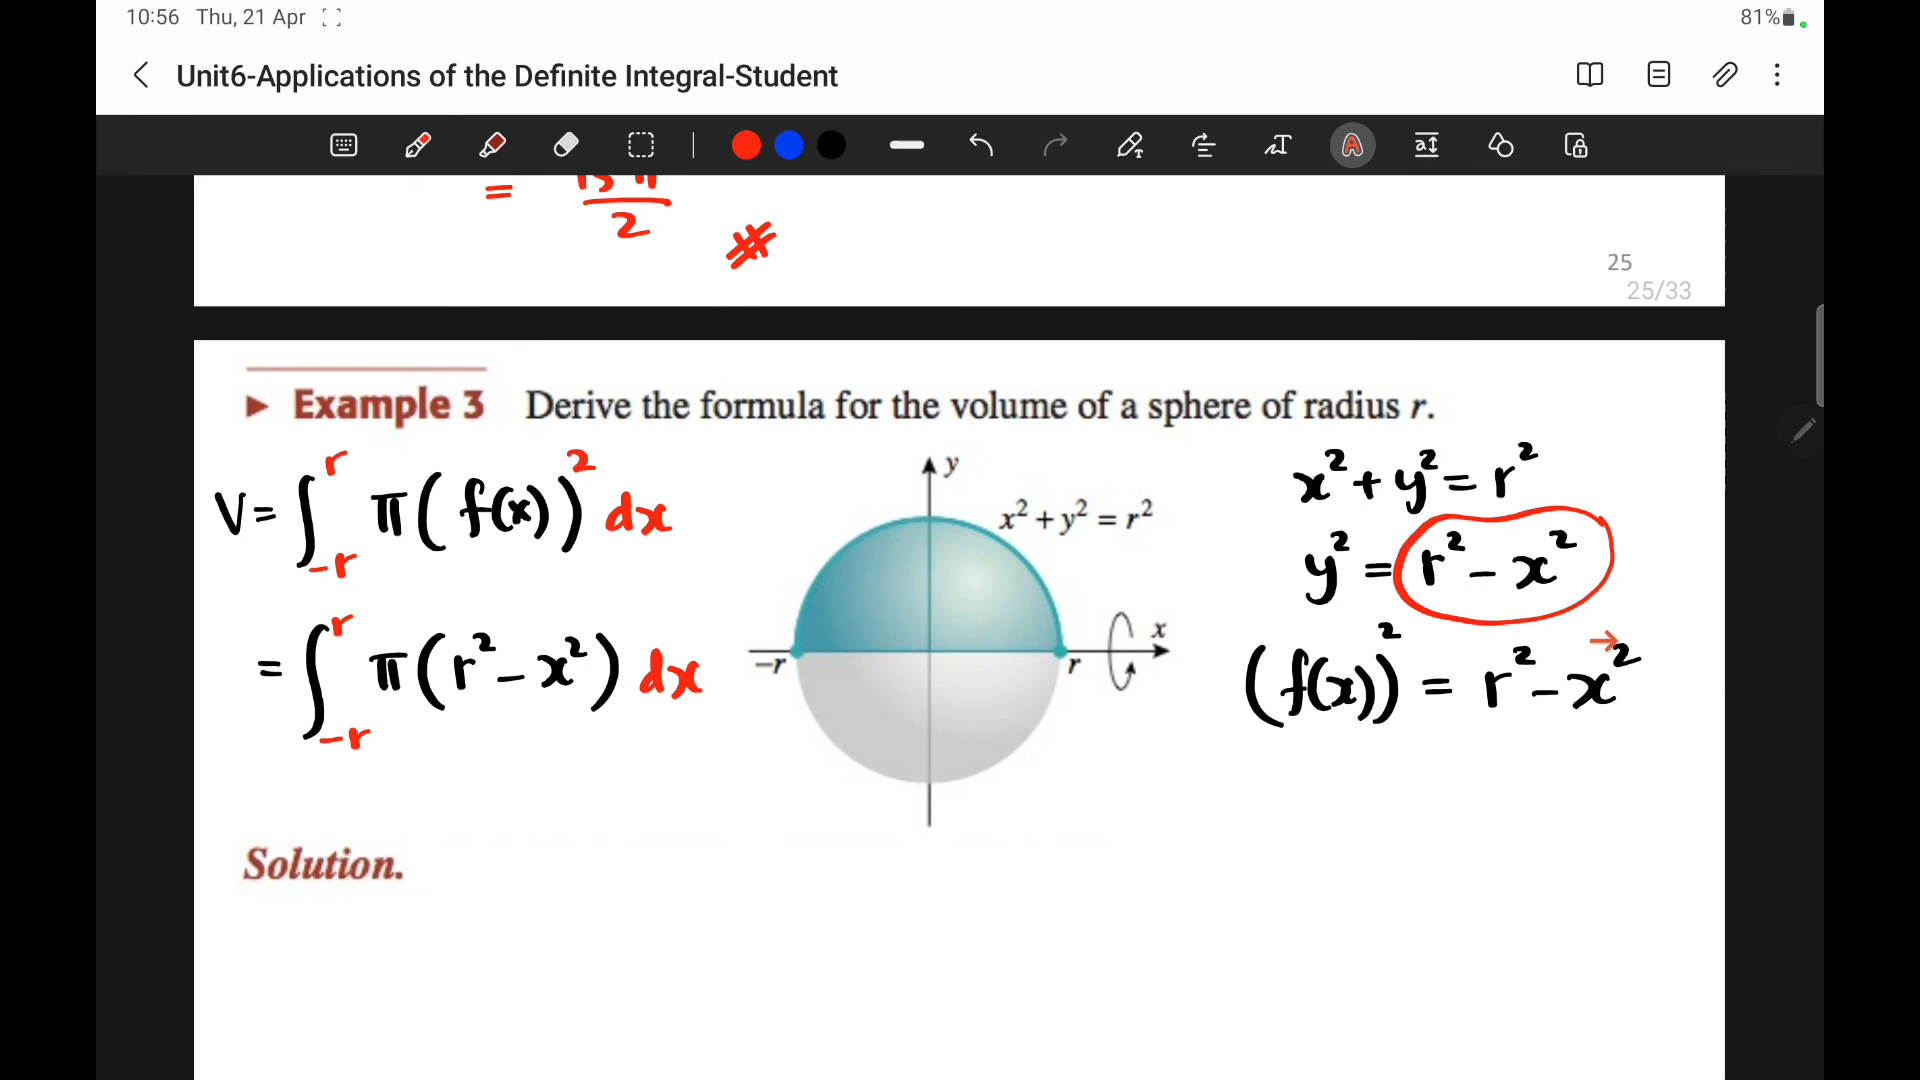 10:56 Thu, 21 Apr
81%
Unit6-Applications of the Definite Integral-Student
= 15π/2
25
25/33
► Example 3 Derive the formula for the volume of a sphere of radius r.
V = ∫_{-r}^{r} π(f(x))² dx
= ∫_{-r}^{r} π(r² - x²) dx
y
x² + y² = r²
-r
r
x
x² + y² = r²
y² = r² - x²
(f(x))² = r² - x²
Solution.